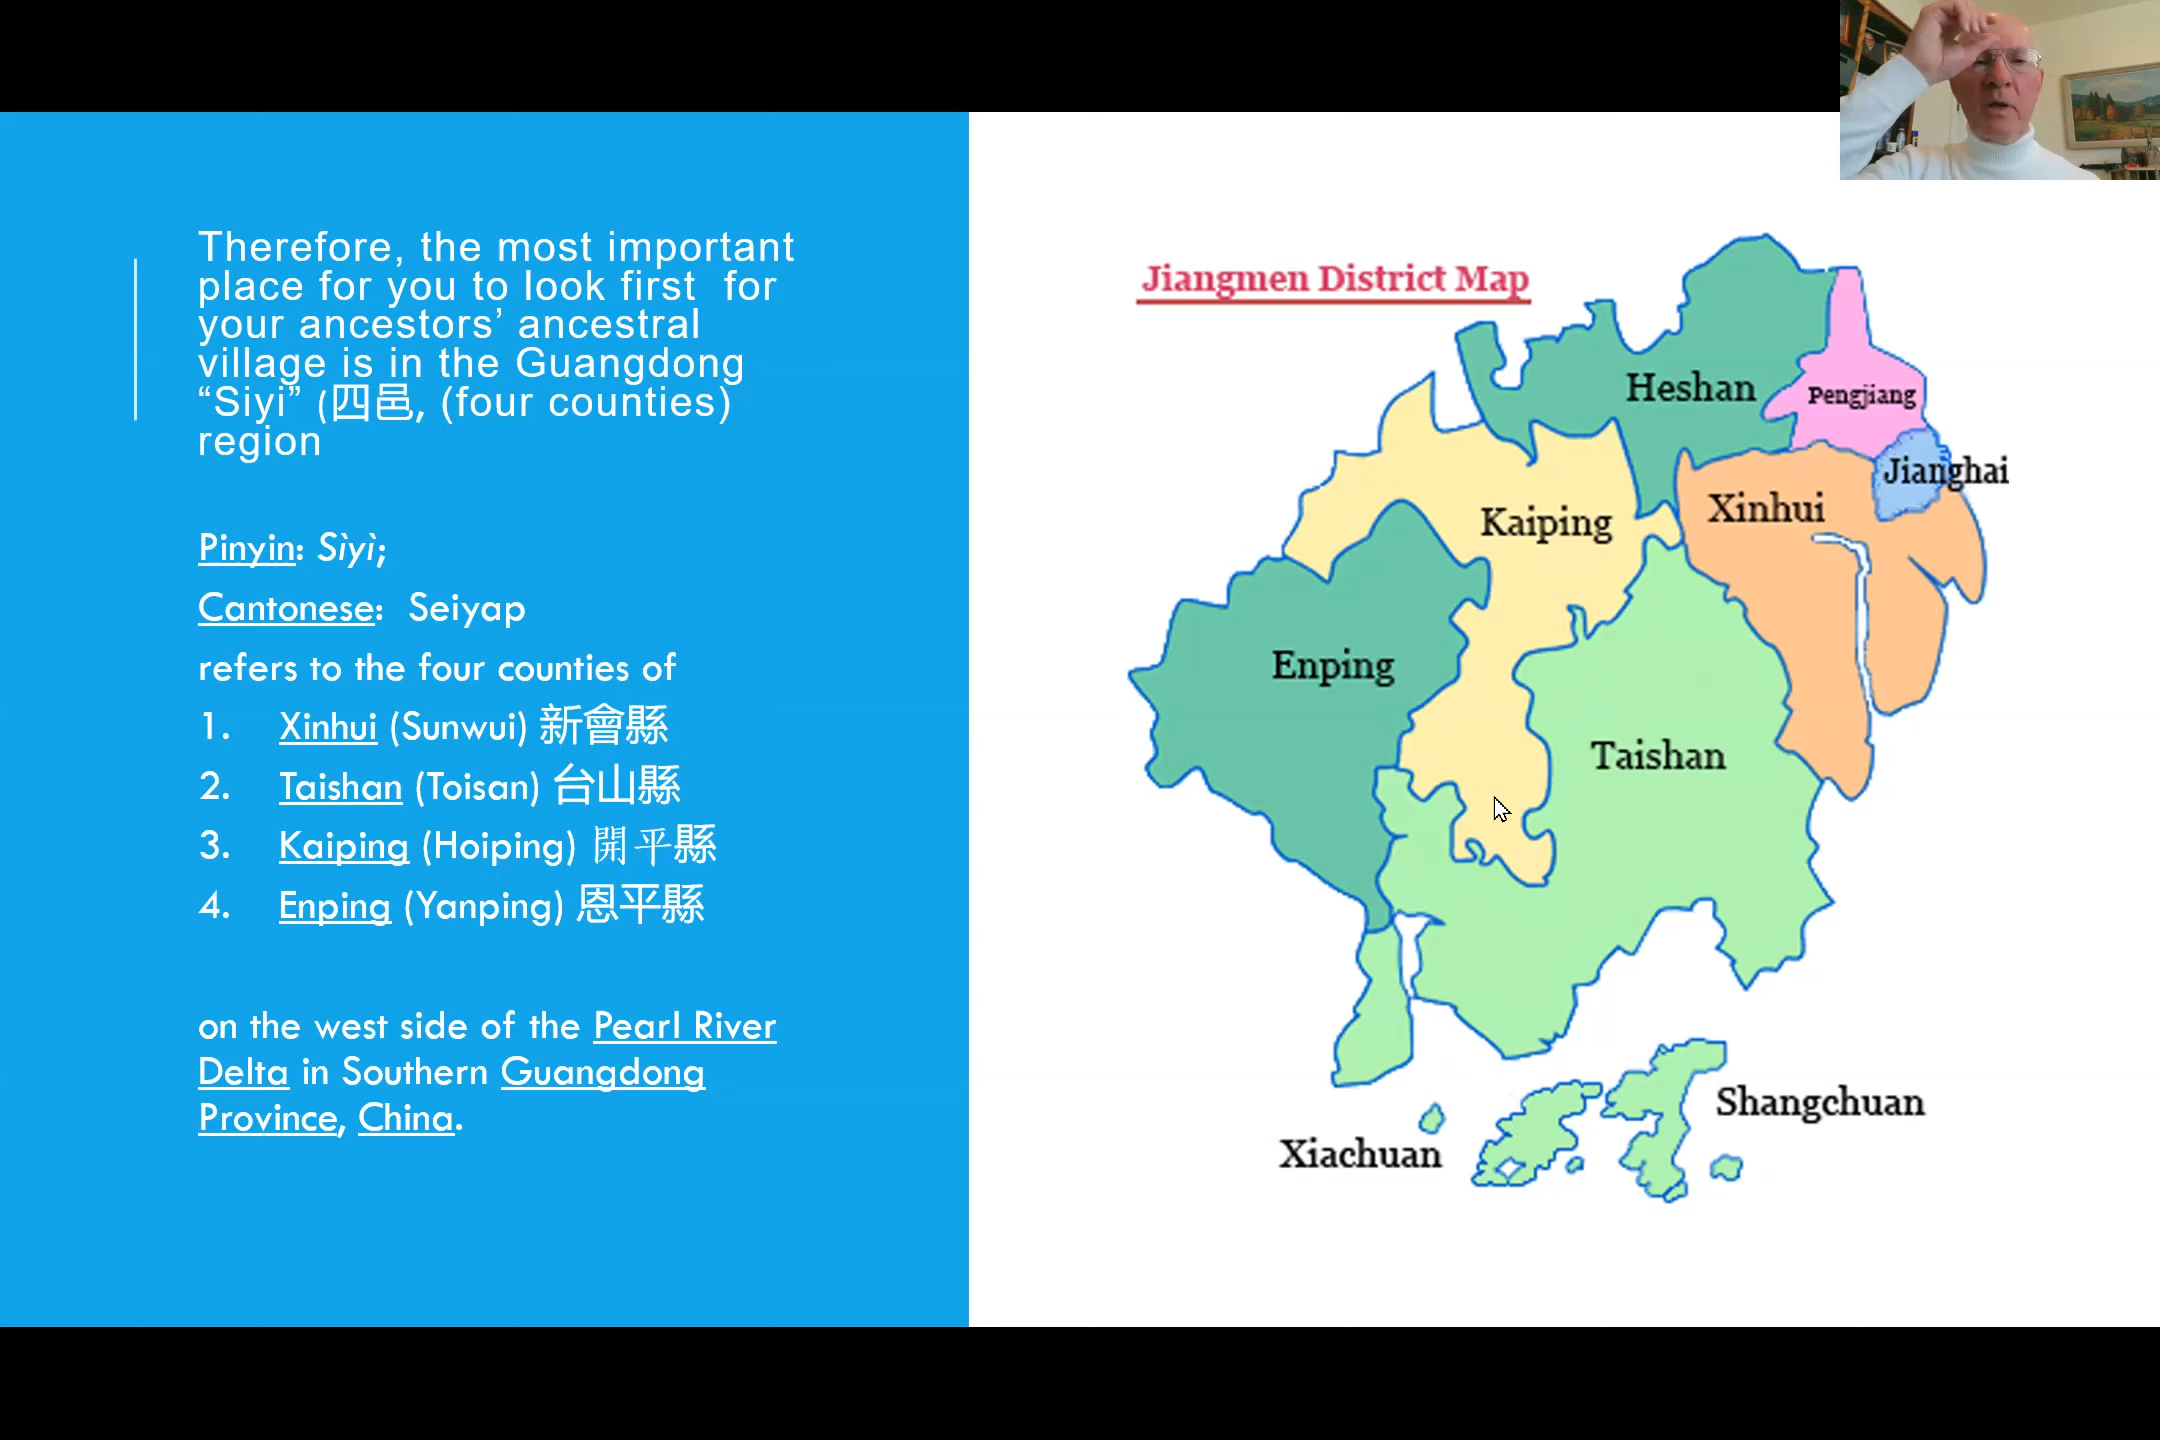 Therefore, the most important
place for you to look first  for
your ancestors’ ancestral
village is in the Guangdong
“Siyi” (四邑, (four counties)
region
Pinyin: Sìyì;
Cantonese:  Seiyap
refers to the four counties of
1. Xinhui (Sunwui) 新會縣
2. Taishan (Toisan) 台山縣
3. Kaiping (Hoiping) 開平縣
4. Enping (Yanping) 恩平縣
on the west side of the Pearl River
Delta in Southern Guangdong
Province, China.
Jiangmen District Map
Heshan
Pengjiang
Jianghai
Xinhui
Kaiping
Enping
Taishan
Shangchuan
Xiachuan